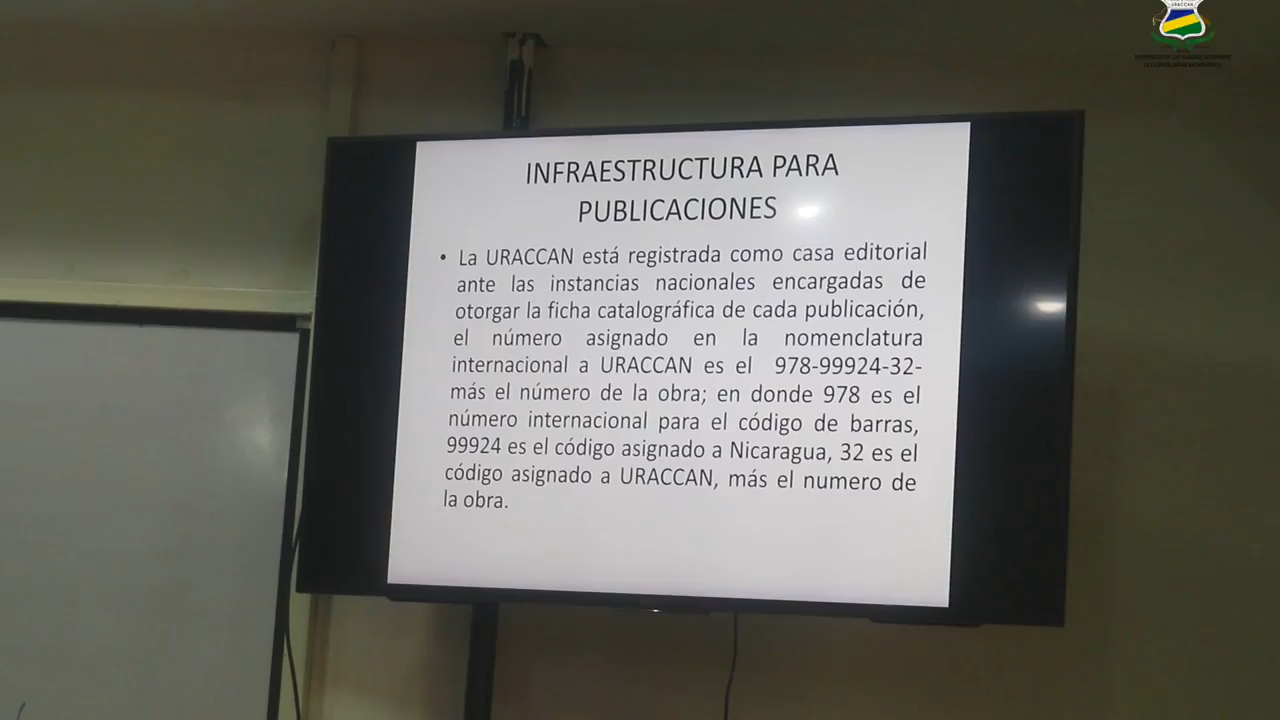 URACCAN
INFRAESTRUCTURA PARA
PUBLICACIONES
• La URACCAN está registrada como casa editorial
ante las instancias nacionales encargadas de
otorgar la ficha catalográfica de cada publicación,
el número asignado en la nomenclatura
internacional a URACCAN es el 978-99924-32-
más el número de la obra; en donde 978 es el
número internacional para el código de barras,
99924 es el código asignado a Nicaragua, 32 es el
código asignado a URACCAN, más el numero de
la obra.